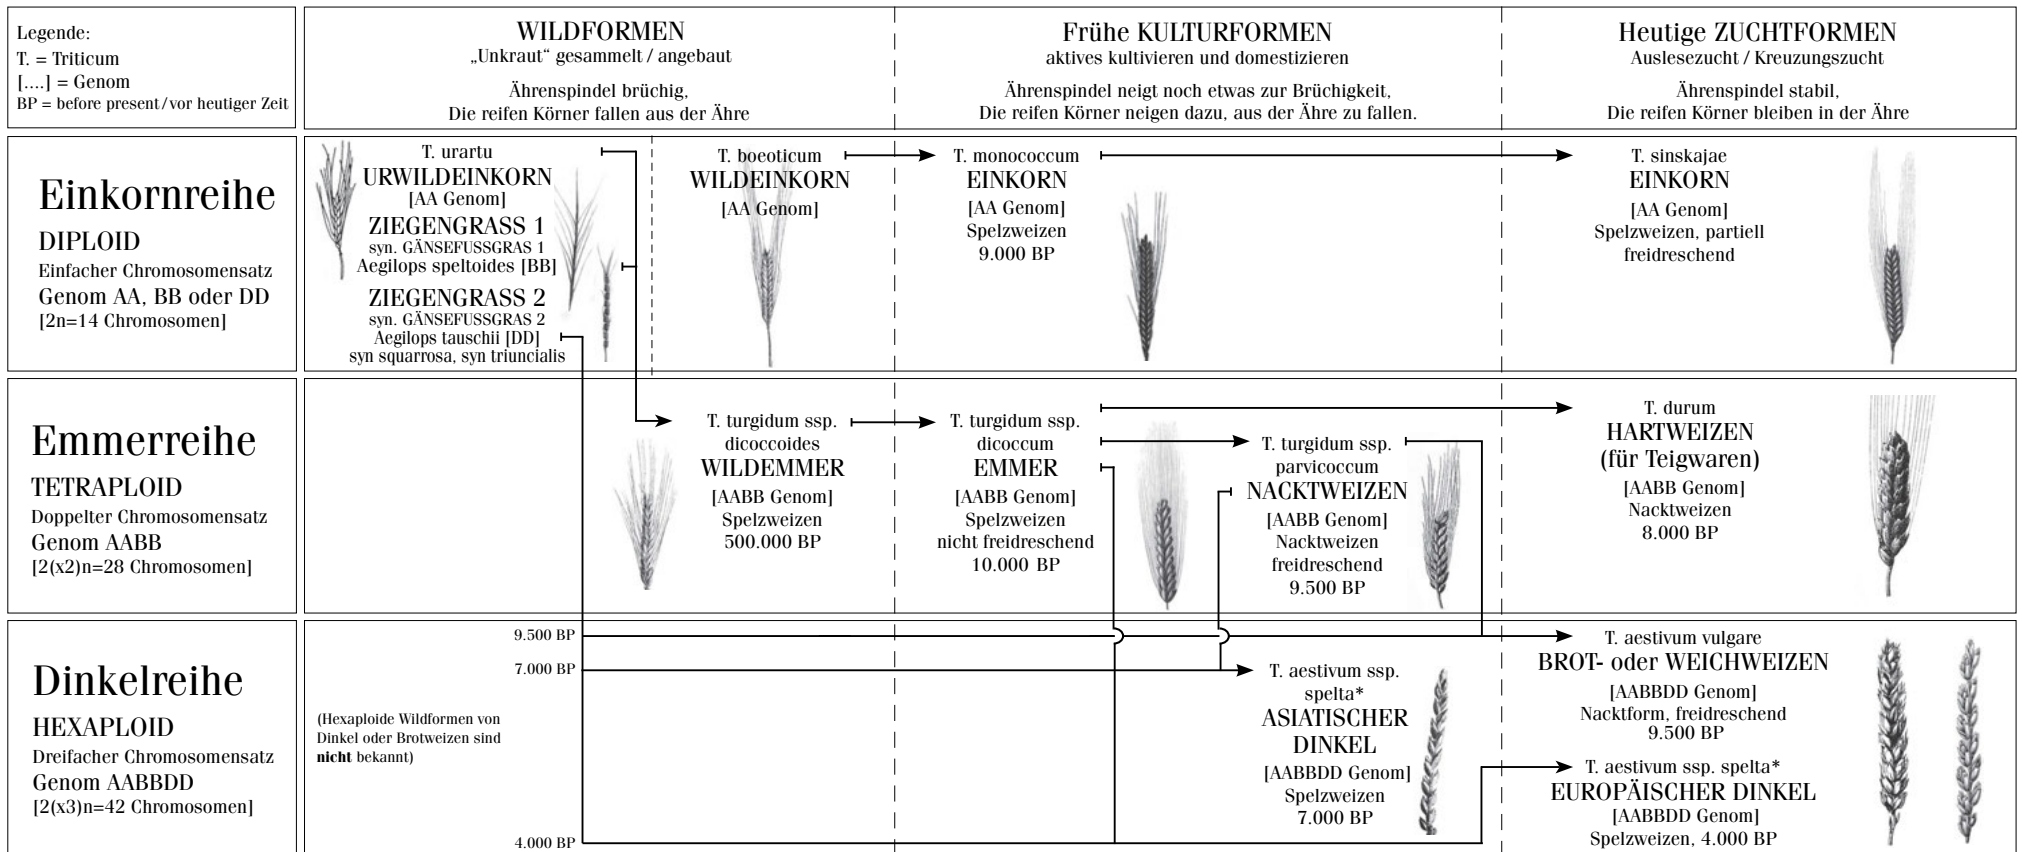 Legende:
T. = Triticum
[....] = Genom
BP = before present/vor heutiger Zeit
WILDFORMEN
„Unkraut“ gesammelt / angebaut
Ährenspindel brüchig,
Die reifen Körner fallen aus der Ähre
Frühe KULTURFORMEN
aktives kultivieren und domestizieren
Ährenspindel neigt noch etwas zur Brüchigkeit,
Die reifen Körner neigen dazu, aus der Ähre zu fallen.
Heutige ZUCHTFORMEN
Auslesezucht / Kreuzungszucht
Ährenspindel stabil,
Die reifen Körner bleiben in der Ähre
Einkornreihe
DIPLOID
Einfacher Chromosomensatz
Genom AA, BB oder DD
[2n=14 Chromosomen]
T. urartu
URWILDEINKORN
[AA Genom]
ZIEGENGRASS 1
syn. GÄNSEFUSSGRAS 1
Aegilops speltoides [BB]
ZIEGENGRASS 2
syn. GÄNSEFUSSGRAS 2
Aegilops tauschii [DD]
syn squarrosa, syn triuncialis
T. boeoticum
WILDEINKORN
[AA Genom]
T. monococcum
EINKORN
[AA Genom]
Spelzweizen
9.000 BP
T. sinskajae
EINKORN
[AA Genom]
Spelzweizen, partiell
freidreschend
Emmerreihe
TETRAPLOID
Doppelter Chromosomensatz
Genom AABB
[2(x2)n=28 Chromosomen]
T. turgidum ssp.
dicoccoides
WILDEMMER
[AABB Genom]
Spelzweizen
500.000 BP
T. turgidum ssp.
dicoccum
EMMER
[AABB Genom]
Spelzweizen
nicht freidreschend
10.000 BP
T. turgidum ssp.
parvicoccum
NACKTWEIZEN
[AABB Genom]
Nacktweizen
freidreschend
9.500 BP
T. durum
HARTWEIZEN
(für Teigwaren)
[AABB Genom]
Nacktweizen
8.000 BP
Dinkelreihe
HEXAPLOID
Dreifacher Chromosomensatz
Genom AABBDD
[2(x3)n=42 Chromosomen]
9.500 BP
7.000 BP
(Hexaploide Wildformen von
Dinkel oder Brotweizen sind
nicht bekannt)
4.000 BP
T. aestivum ssp.
spelta*
ASIATISCHER
DINKEL
[AABBDD Genom]
Spelzweizen
7.000 BP
T. aestivum vulgare
BROT- oder WEICHWEIZEN
[AABBDD Genom]
Nacktform, freidreschend
9.500 BP
T. aestivum ssp. spelta*
EUROPÄISCHER DINKEL
[AABBDD Genom]
Spelzweizen, 4.000 BP